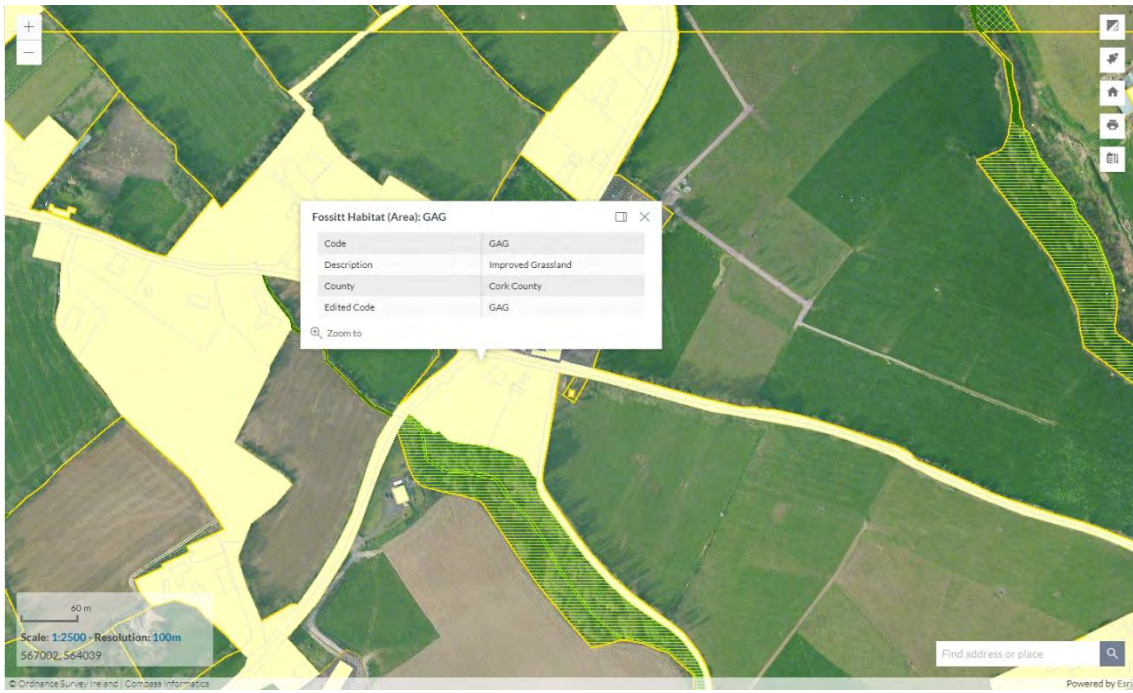 +
−
Fossitt Habitat (Area): GAG
Code GAG
Description Improved Grassland
County Cork County
Edited Code GAG
Zoom to
60 m
Scale: 1:2500 - Resolution: 100m
567002, 564039
Find address or place
© Ordnance Survey Ireland | Compass Informatics
Powered by Esri